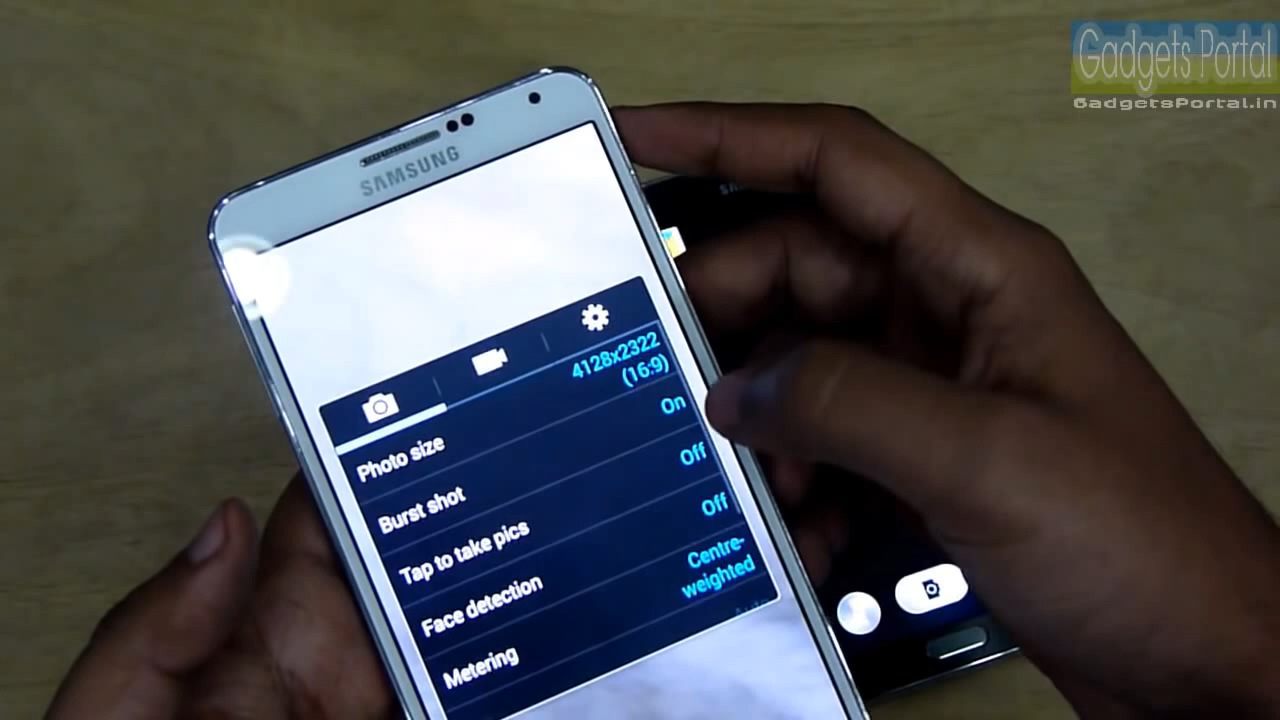 Gadgets Portal
GadgetsPortal.in
SAMSUNG
4128x2322
(16:9)
Photo size
On
Burst shot
Off
Tap to take pics
Off
Face detection
Centre-
weighted
Metering